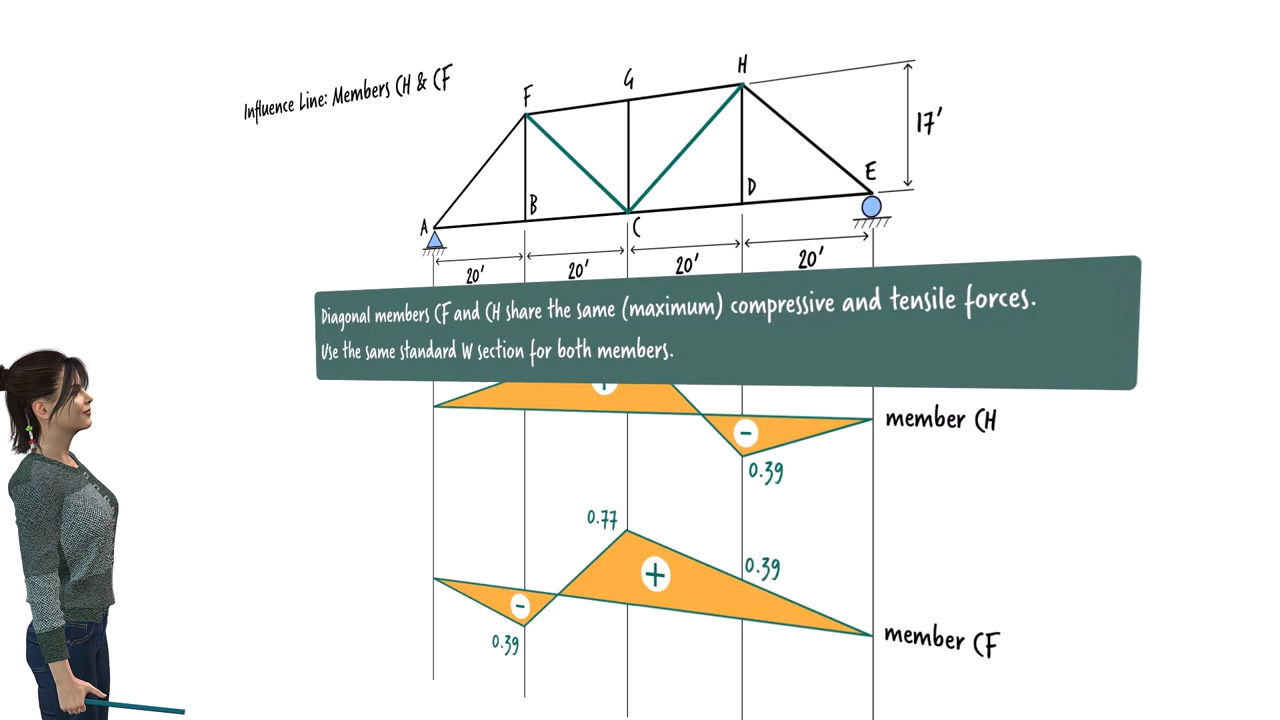 Influence Line: Members CH & CF
F
G
H
17'
A
B
C
D
E
20'
20'
20'
20'
Diagonal members CF and CH share the same (maximum) compressive and tensile forces.
Use the same standard W section for both members.
+
-
member CH
0.39
0.77
+
0.39
-
0.39
member CF